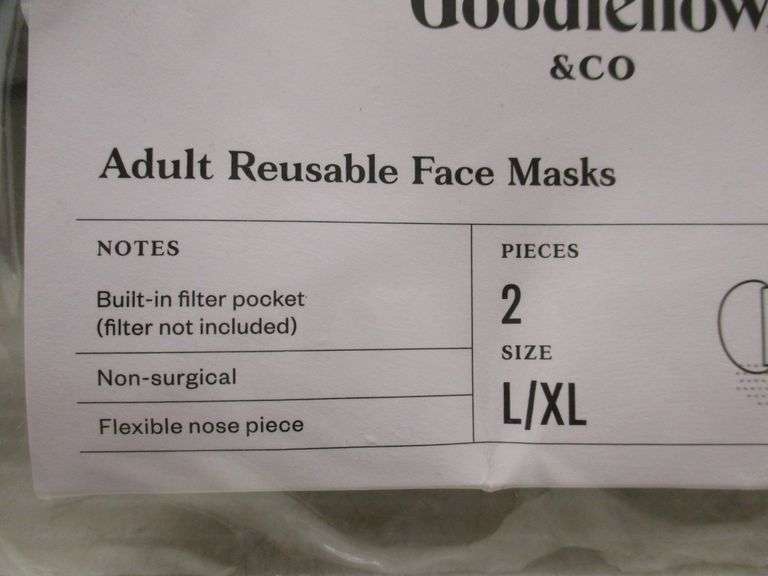 Goodfellow
&CO
Adult Reusable Face Masks
NOTES
Built-in filter pocket
(filter not included)
Non-surgical
Flexible nose piece
PIECES
2
SIZE
L/XL